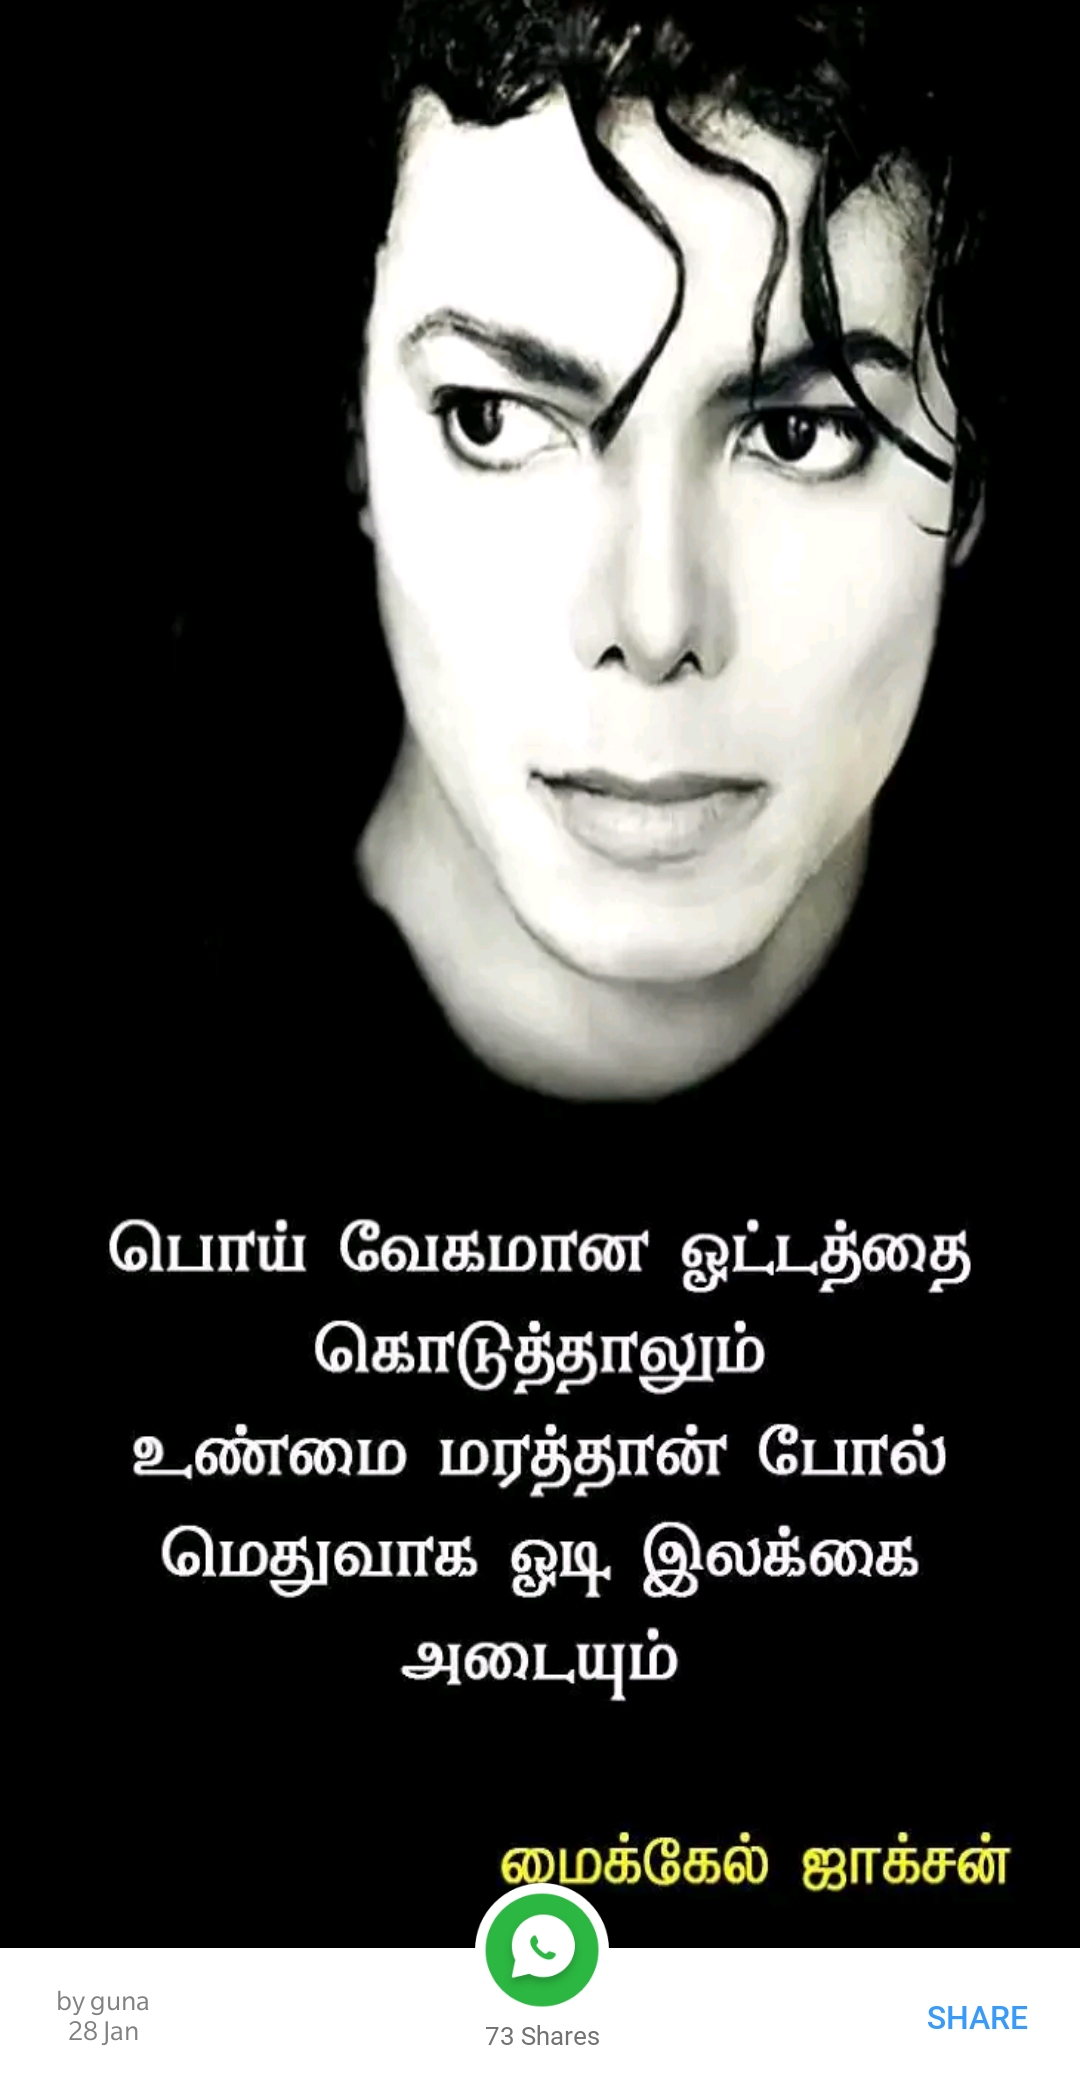 பொய் வேகமான ஓட்டத்தை
கொடுத்தாலும்
உண்மை மரத்தான் போல்
மெதுவாக ஓடி இலக்கை
அடையும்
மைக்கேல் ஜாக்சன்
by guna
28 Jan
73 Shares
SHARE